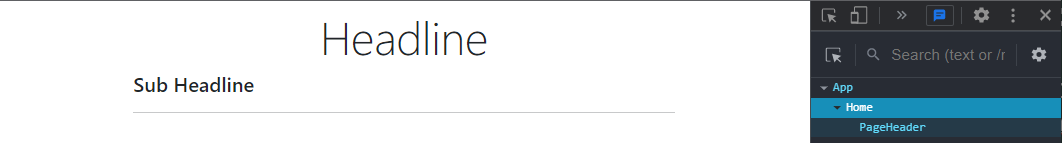 Headline
Sub Headline
Search (text or /r
App
Home
PageHeader